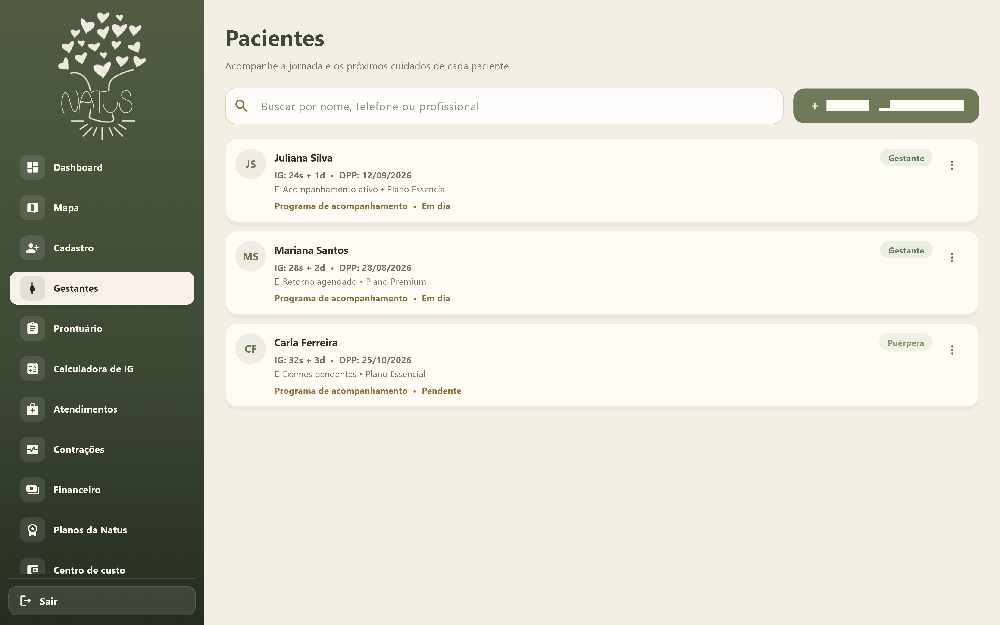 NATUS
Dashboard
Mapa
Cadastro
Gestantes
Prontuário
Calculadora de IG
Atendimentos
Contrações
Financeiro
Planos da Natus
Centro de custo
Sair
Pacientes
Acompanhe a jornada e os próximos cuidados de cada paciente.
Buscar por nome, telefone ou profissional
+
JS
Juliana Silva
Gestante
IG: 24s + 1d • DPP: 12/09/2026
Acompanhamento ativo • Plano Essencial
Programa de acompanhamento • Em dia
MS
Mariana Santos
Gestante
IG: 28s + 2d • DPP: 28/08/2026
Retorno agendado • Plano Premium
Programa de acompanhamento • Em dia
CF
Carla Ferreira
Puérpera
IG: 32s + 3d • DPP: 25/10/2026
Exames pendentes • Plano Essencial
Programa de acompanhamento • Pendente